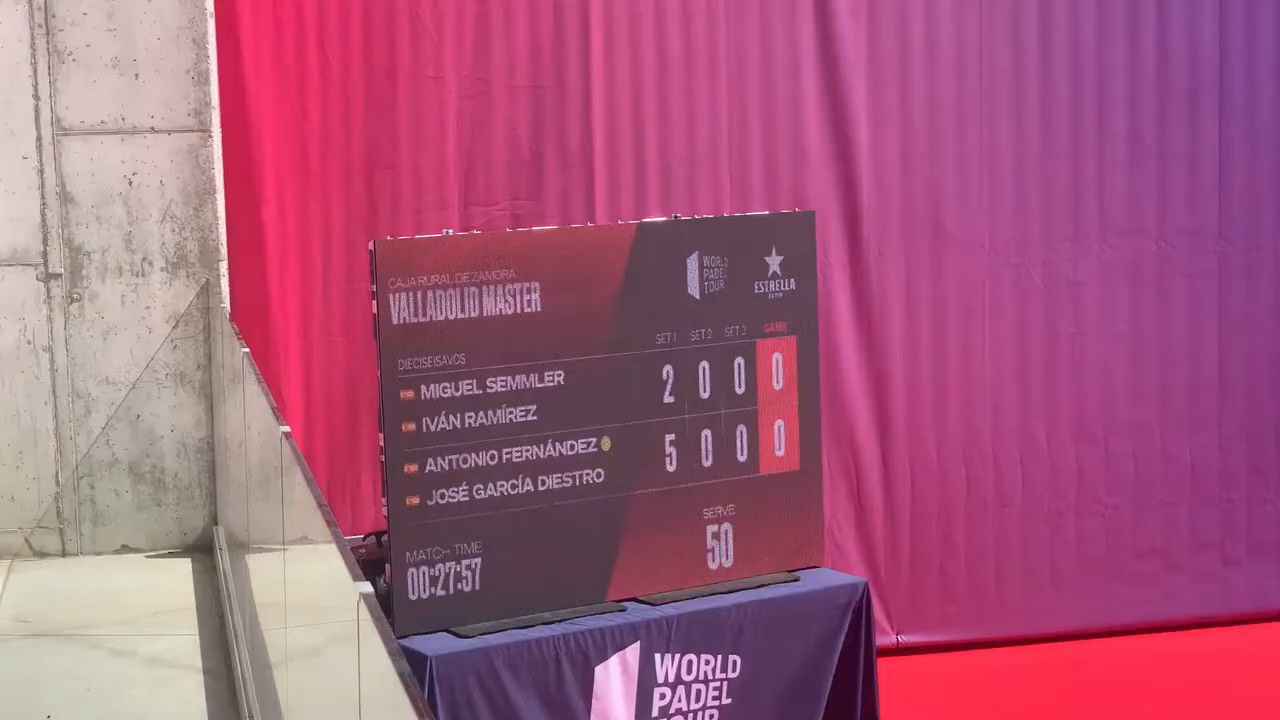 CAJA RURAL DE ZAMORA
VALLADOLID MASTER
WORLD
PADEL
TOUR
ESTRELLA
DAMM
SET 1 SET 2 SET 3 GAME
DIECISEISAVOS
MIGUEL SEMMLER
IVÁN RAMÍREZ
2 0 0 0
ANTONIO FERNÁNDEZ
JOSÉ GARCÍA DIESTRO
5 0 0 0
MATCH TIME
00:27:57
SERVE
50
WORLD
PADEL
TOUR